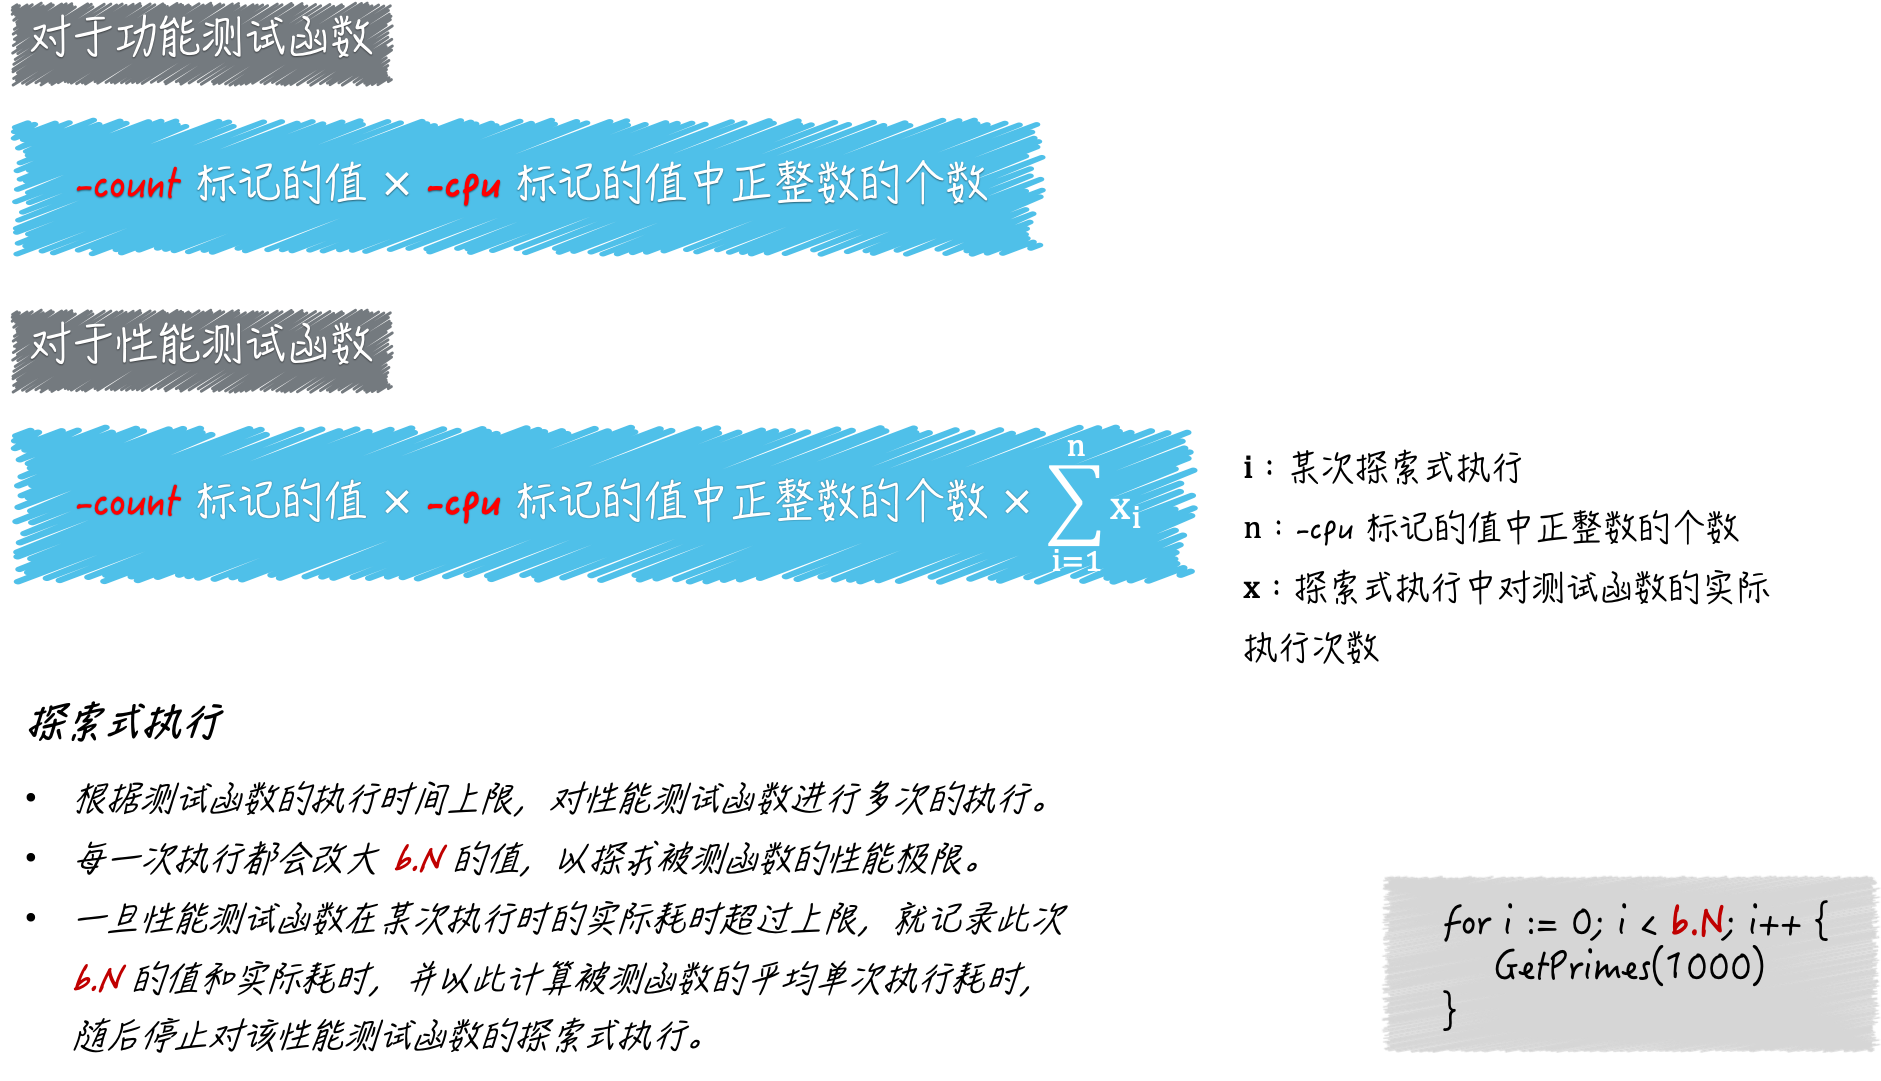 对于功能测试函数
-count 标记的值 × -cpu 标记的值中正整数的个数
对于性能测试函数
-count 标记的值 × -cpu 标记的值中正整数的个数 × ∑ⁿᵢ₌₁ xᵢ
i：某次探索式执行
n：-cpu 标记的值中正整数的个数
x：探索式执行中对测试函数的实际
执行次数
探索式执行
• 根据测试函数的执行时间上限，对性能测试函数进行多次的执行。
• 每一次执行都会改大 b.N 的值，以探求被测函数的性能极限。
• 一旦性能测试函数在某次执行时的实际耗时超过上限，就记录此次
b.N 的值和实际耗时，并以此计算被测函数的平均单次执行耗时，
随后停止对该性能测试函数的探索式执行。
for i := 0; i < b.N; i++ {
GetPrimes(1000)
}